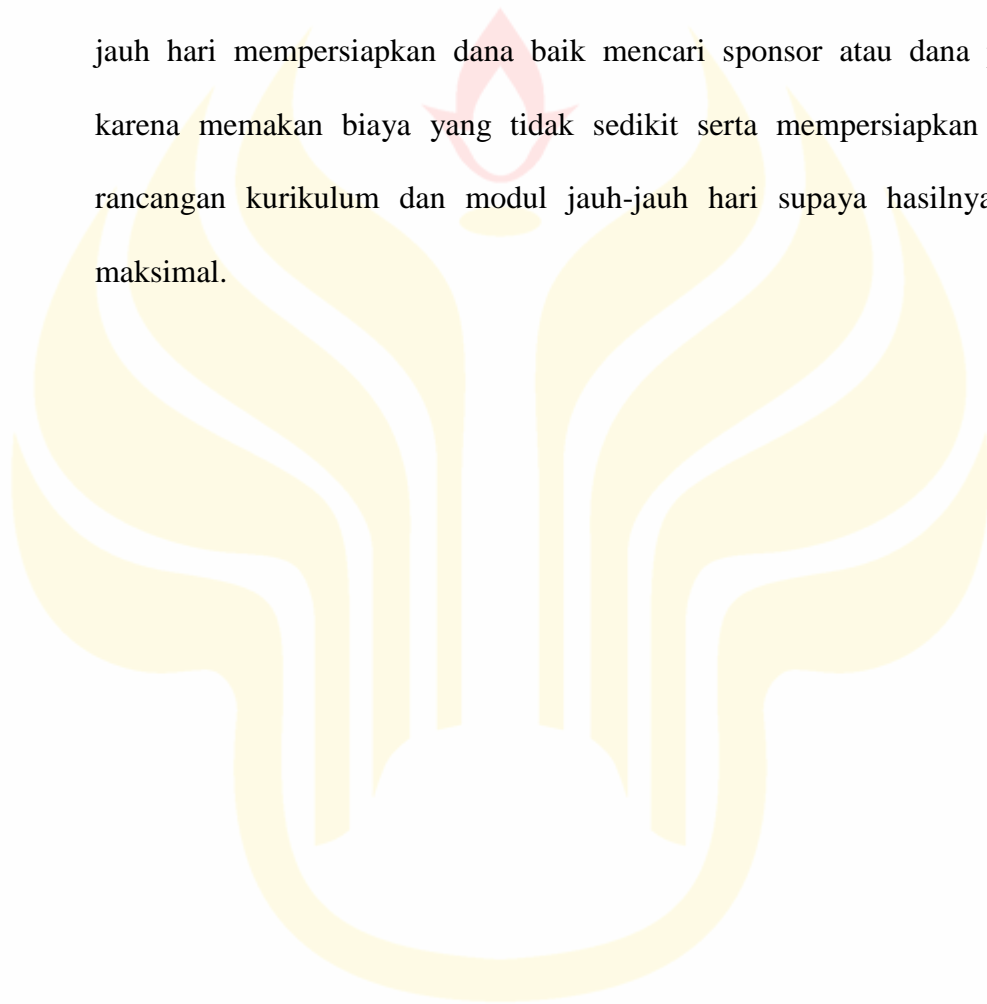 jauh hari mempersiapkan dana baik mencari sponsor atau dana
karena memakan biaya yang tidak sedikit serta mempersiapkan
rancangan kurikulum dan modul jauh-jauh hari supaya hasilnya
maksimal.